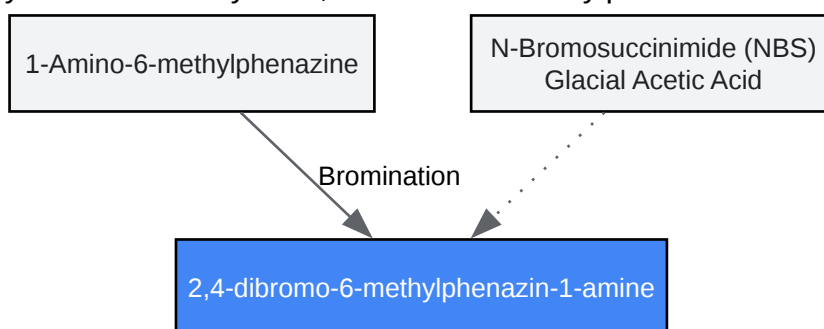 1-Amino-6-methylphenazine
N-Bromosuccinimide (NBS)
Glacial Acetic Acid
Bromination
2,4-dibromo-6-methylphenazin-1-amine